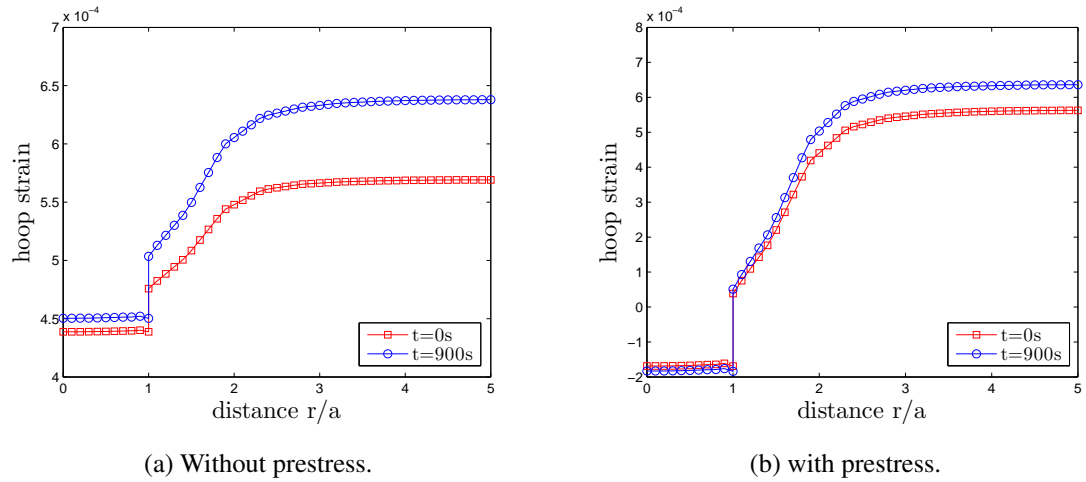 x 10⁻⁴
7
6.5
6
5.5
5
4.5
4
0 1 2 3 4 5
hoop strain
distance r/a
t=0s
t=900s
(a) Without prestress.
x 10⁻⁴
8
7
6
5
4
3
2
1
0
−1
−2
0 1 2 3 4 5
hoop strain
distance r/a
t=0s
t=900s
(b) with prestress.